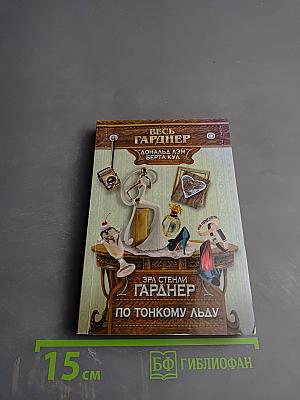 ВЕСЬ
ГАРДНЕР
ДОНАЛЬД ЛЭМ
БЕРТА КУЛ
ЭРЛ СТЕНЛИ
ГАРДНЕР
ПО ТОНКОМУ ЛЬДУ
15 см
БФ ГИБЛИОФАН